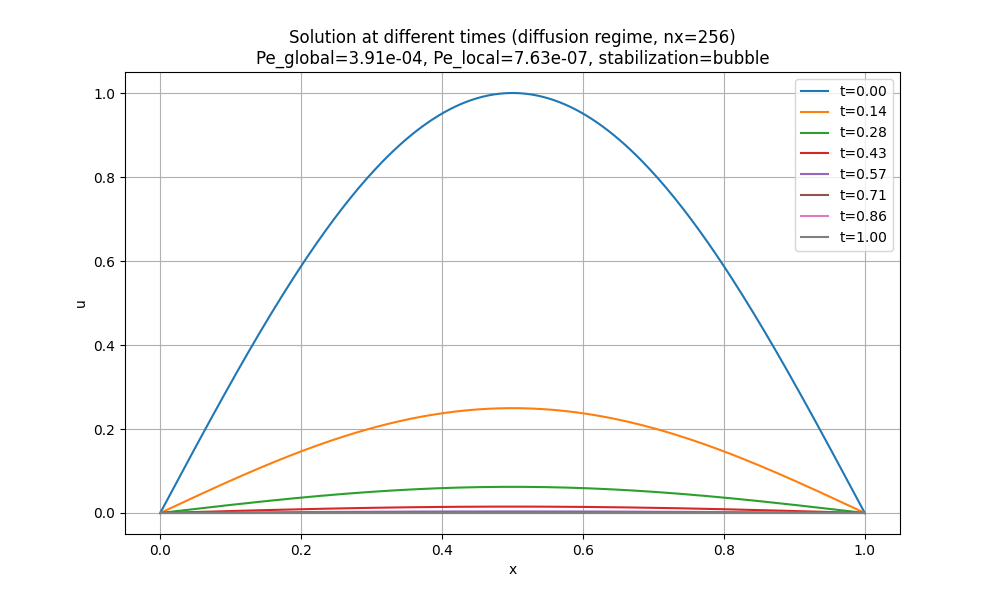 Solution at different times (diffusion regime, nx=256)
Pe_global=3.91e-04, Pe_local=7.63e-07, stabilization=bubble
t=0.00
t=0.14
t=0.28
t=0.43
t=0.57
t=0.71
t=0.86
t=1.00
1.0
0.8
0.6
0.4
0.2
0.0
u
0.0 0.2 0.4 0.6 0.8 1.0
x